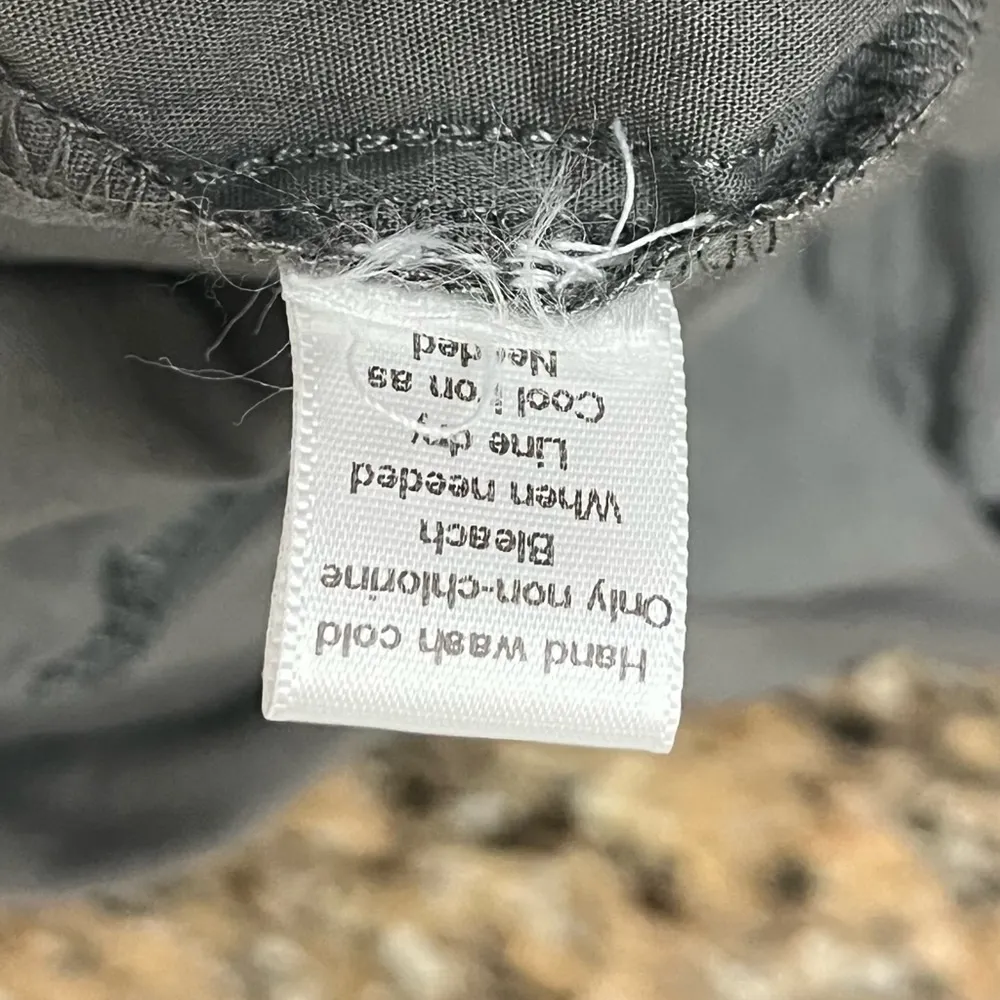 Hand wash cold
Only non-chlorine
Bleach
When needed
Line dry
Cool Iron as
Needed